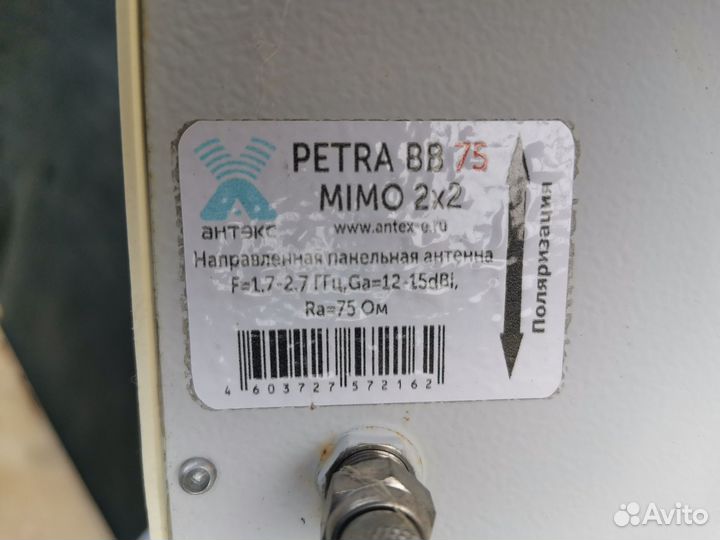 PETRA BB 75
MIMO 2x2
www.antex-e.ru
АНТЭКС
Направленная панельная антенна
F=1.7-2.7 ГГц,Ga=12-15dBi,
Ra=75 Ом
4 603727 572162
Поляризация
Avito